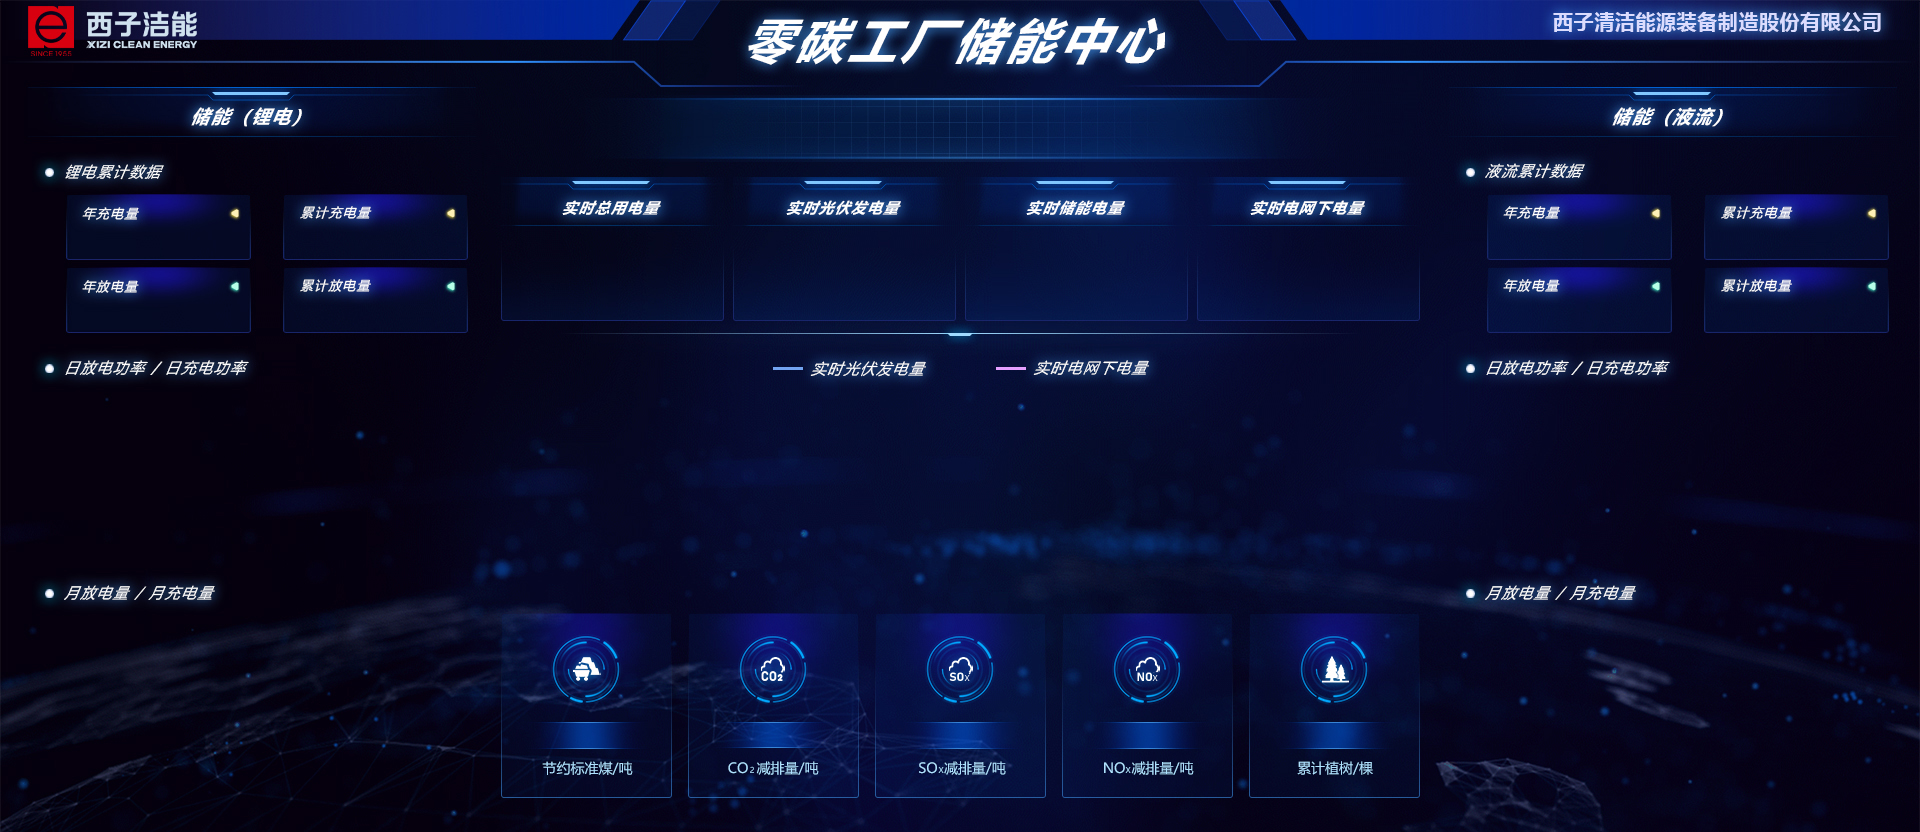 西子洁能
XIZI CLEAN ENERGY
SINCE 1955
零碳工厂储能中心
西子清洁能源装备制造股份有限公司
储能（锂电）
锂电累计数据
年充电量
累计充电量
年放电量
累计放电量
日放电功率 / 日充电功率
月放电量 / 月充电量
实时总用电量
实时光伏发电量
实时储能电量
实时电网下电量
实时光伏发电量
实时电网下电量
CO2
SOx
NOx
节约标准煤/吨
CO₂减排量/吨
SOx减排量/吨
NOx减排量/吨
累计植树/棵
储能（液流）
液流累计数据
年充电量
累计充电量
年放电量
累计放电量
日放电功率 / 日充电功率
月放电量 / 月充电量